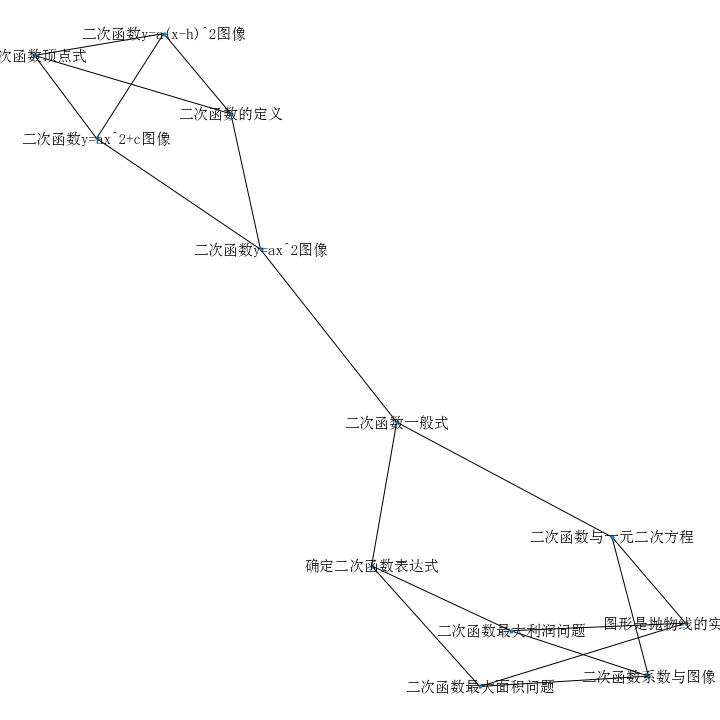 二次函数y=a(x-h)^2图像
次函数顶点式
二次函数的定义
二次函数y=ax^2+c图像
二次函数y=ax^2图像
二次函数一般式
二次函数与一元二次方程
确定二次函数表达式
图形是抛物线的实
二次函数最大利润问题
二次函数系数与图像
二次函数最大面积问题